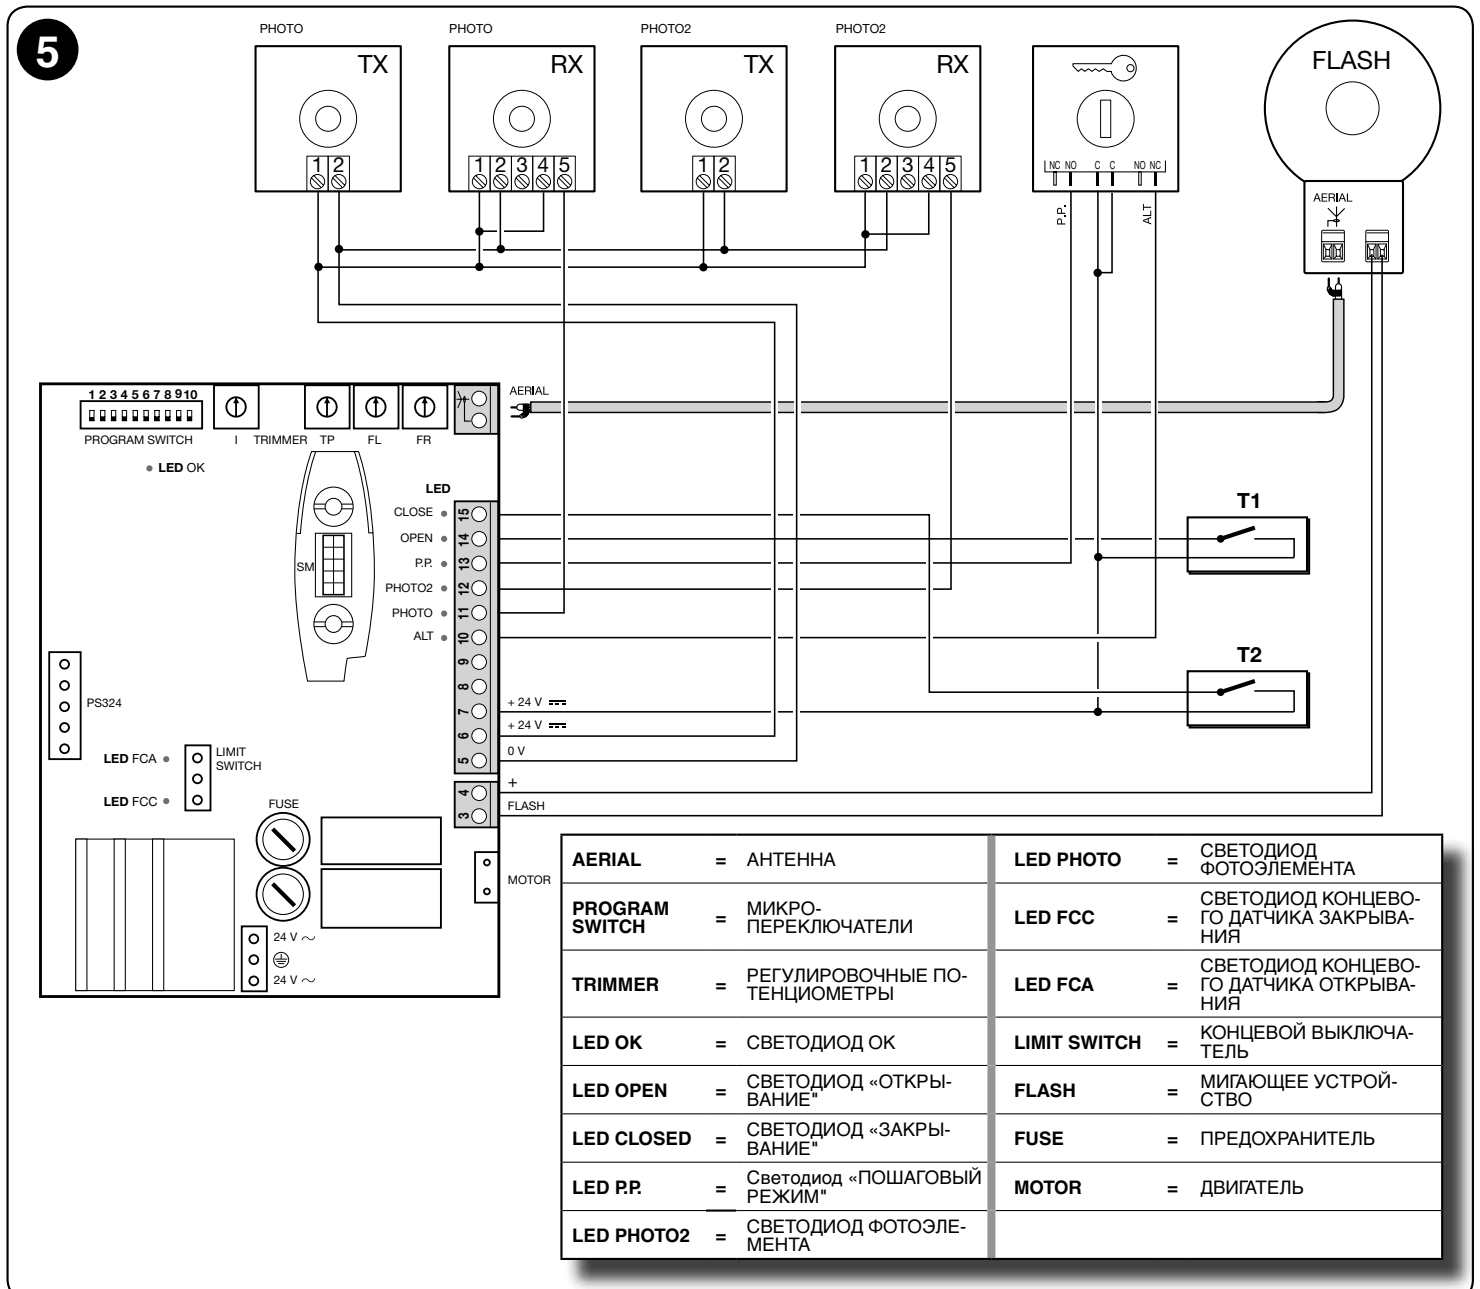 5
PHOTO
PHOTO
PHOTO2
PHOTO2
TX
RX
TX
RX
FLASH
1 2
1 2 3 4 5
1 2
1 2 3 4 5
NC NO C C NO NC
P.P.
ALT
AERIAL
1 2 3 4 5 6 7 8 9 10
PROGRAM SWITCH
I
TRIMMER
TP
FL
FR
AERIAL
LED OK
LED
CLOSE
15
OPEN
14
P.P.
13
PHOTO2
12
PHOTO
11
ALT
10
9
8
7
6
5
4
3
SM
T1
T2
+ 24 V
+ 24 V
0 V
+
FLASH
PS324
LED FCA
LED FCC
LIMIT
SWITCH
FUSE
MOTOR
24 V ~
24 V ~
AERIAL = АНТЕННА
PROGRAM
SWITCH = МИКРО-
ПЕРЕКЛЮЧАТЕЛИ
TRIMMER = РЕГУЛИРОВОЧНЫЕ ПО-
ТЕНЦИОМЕТРЫ
LED OK = СВЕТОДИОД ОК
LED OPEN = СВЕТОДИОД «ОТКРЫ-
ВАНИЕ"
LED CLOSED = СВЕТОДИОД «ЗАКРЫ-
ВАНИЕ"
LED P.P. = Светодиод «ПОШАГОВЫЙ
РЕЖИМ"
LED PHOTO2 = СВЕТОДИОД ФОТОЭЛЕ-
МЕНТА
LED PHOTO = СВЕТОДИОД
ФОТОЭЛЕМЕНТА
LED FCC = СВЕТОДИОД КОНЦЕВО-
ГО ДАТЧИКА ЗАКРЫВА-
НИЯ
LED FCA = СВЕТОДИОД КОНЦЕВО-
ГО ДАТЧИКА ОТКРЫВА-
НИЯ
LIMIT SWITCH = КОНЦЕВОЙ ВЫКЛЮЧА-
ТЕЛЬ
FLASH = МИГАЮЩЕЕ УСТРОЙ-
СТВО
FUSE = ПРЕДОХРАНИТЕЛЬ
MOTOR = ДВИГАТЕЛЬ